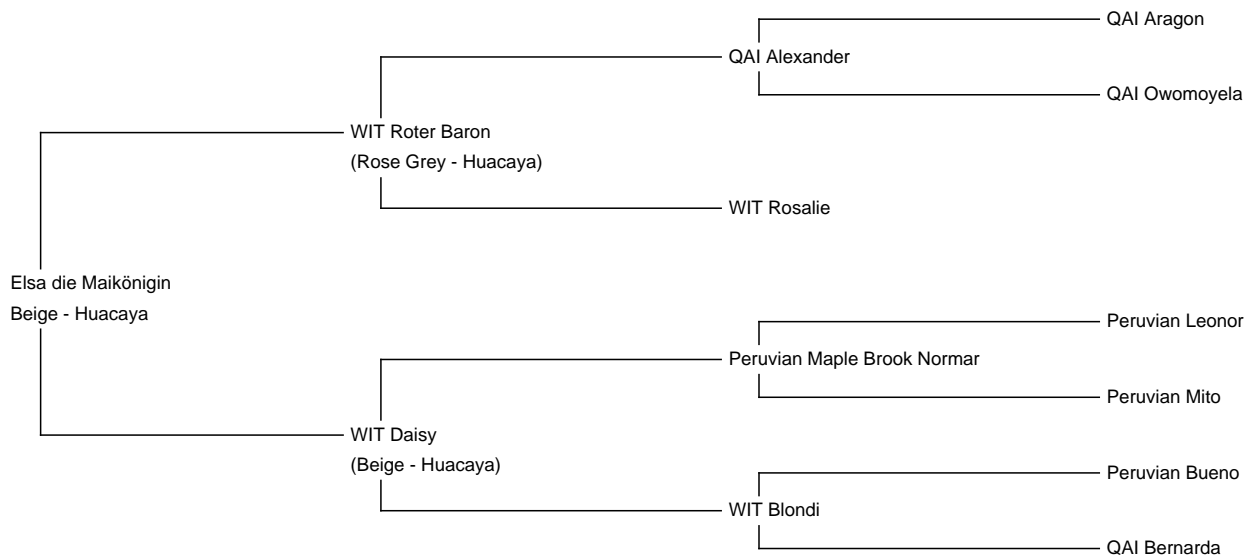 QAI Aragon
QAI Alexander
QAI Owomoyela
WIT Roter Baron
(Rose Grey - Huacaya)
WIT Rosalie
Elsa die Maikönigin
Beige - Huacaya
Peruvian Leonor
Peruvian Maple Brook Normar
Peruvian Mito
WIT Daisy
(Beige - Huacaya)
Peruvian Bueno
WIT Blondi
QAI Bernarda